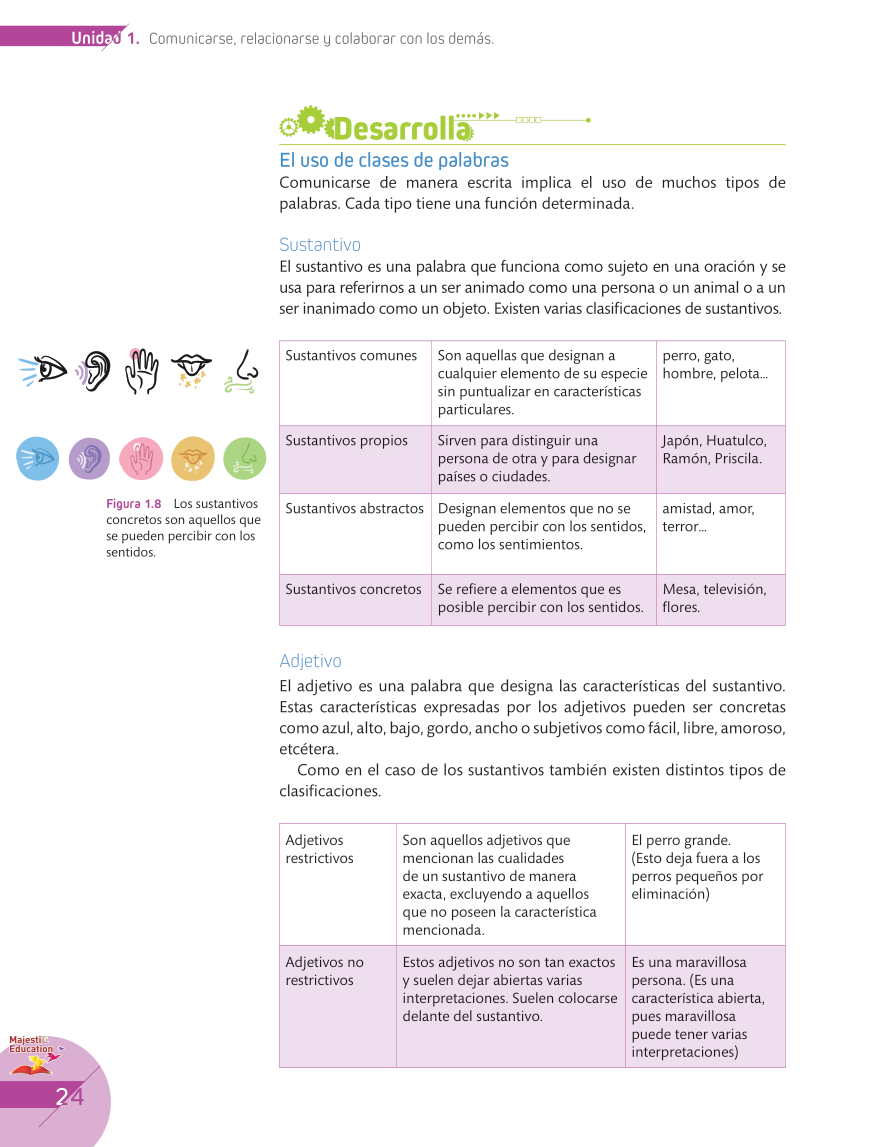 Unidad 1. Comunicarse, relacionarse y colaborar con los demás.
Desarrolla
El uso de clases de palabras
Comunicarse de manera escrita implica el uso de muchos tipos de
palabras. Cada tipo tiene una función determinada.
Sustantivo
El sustantivo es una palabra que funciona como sujeto en una oración y se
usa para referirnos a un ser animado como una persona o un animal o a un
ser inanimado como un objeto. Existen varias clasificaciones de sustantivos.
Sustantivos comunes
Son aquellas que designan a
cualquier elemento de su especie
sin puntualizar en características
particulares.
perro, gato,
hombre, pelota...
Sustantivos propios
Sirven para distinguir una
persona de otra y para designar
países o ciudades.
Japón, Huatulco,
Ramón, Priscila.
Sustantivos abstractos
Designan elementos que no se
pueden percibir con los sentidos,
como los sentimientos.
amistad, amor,
terror...
Sustantivos concretos
Se refiere a elementos que es
posible percibir con los sentidos.
Mesa, televisión,
flores.
Figura 1.8 Los sustantivos
concretos son aquellos que
se pueden percibir con los
sentidos.
Adjetivo
El adjetivo es una palabra que designa las características del sustantivo.
Estas características expresadas por los adjetivos pueden ser concretas
como azul, alto, bajo, gordo, ancho o subjetivos como fácil, libre, amoroso,
etcétera.
Como en el caso de los sustantivos también existen distintos tipos de
clasificaciones.
Adjetivos
restrictivos
Son aquellos adjetivos que
mencionan las cualidades
de un sustantivo de manera
exacta, excluyendo a aquellos
que no poseen la característica
mencionada.
El perro grande.
(Esto deja fuera a los
perros pequeños por
eliminación)
Adjetivos no
restrictivos
Estos adjetivos no son tan exactos
y suelen dejar abiertas varias
interpretaciones. Suelen colocarse
delante del sustantivo.
Es una maravillosa
persona. (Es una
característica abierta,
pues maravillosa
puede tener varias
interpretaciones)
Majestic
Education
24